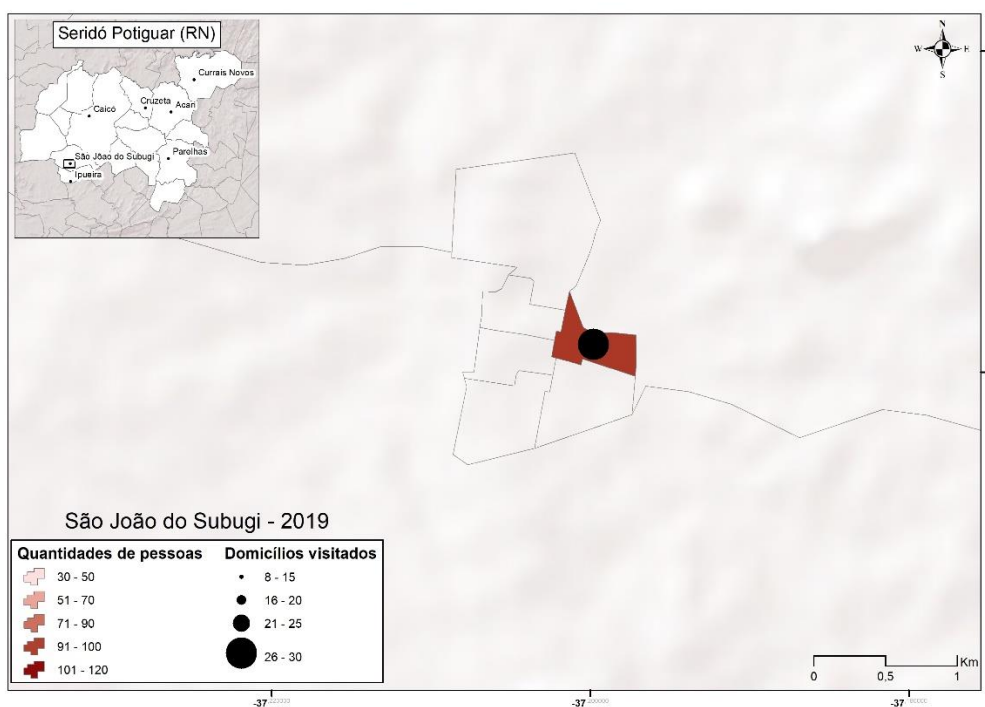 Seridó Potiguar (RN)
Currais Novos
Cruzeta
Acari
Caicó
São Jõao do Subugi
Parelhas
Ipueira
N
W
E
S
São João do Subugi - 2019
Quantidades de pessoas
30 - 50
51 - 70
71 - 90
91 - 100
101 - 120
Domicílios visitados
8 - 15
16 - 20
21 - 25
26 - 30
Km
0
0,5
1
-37
-37
-37